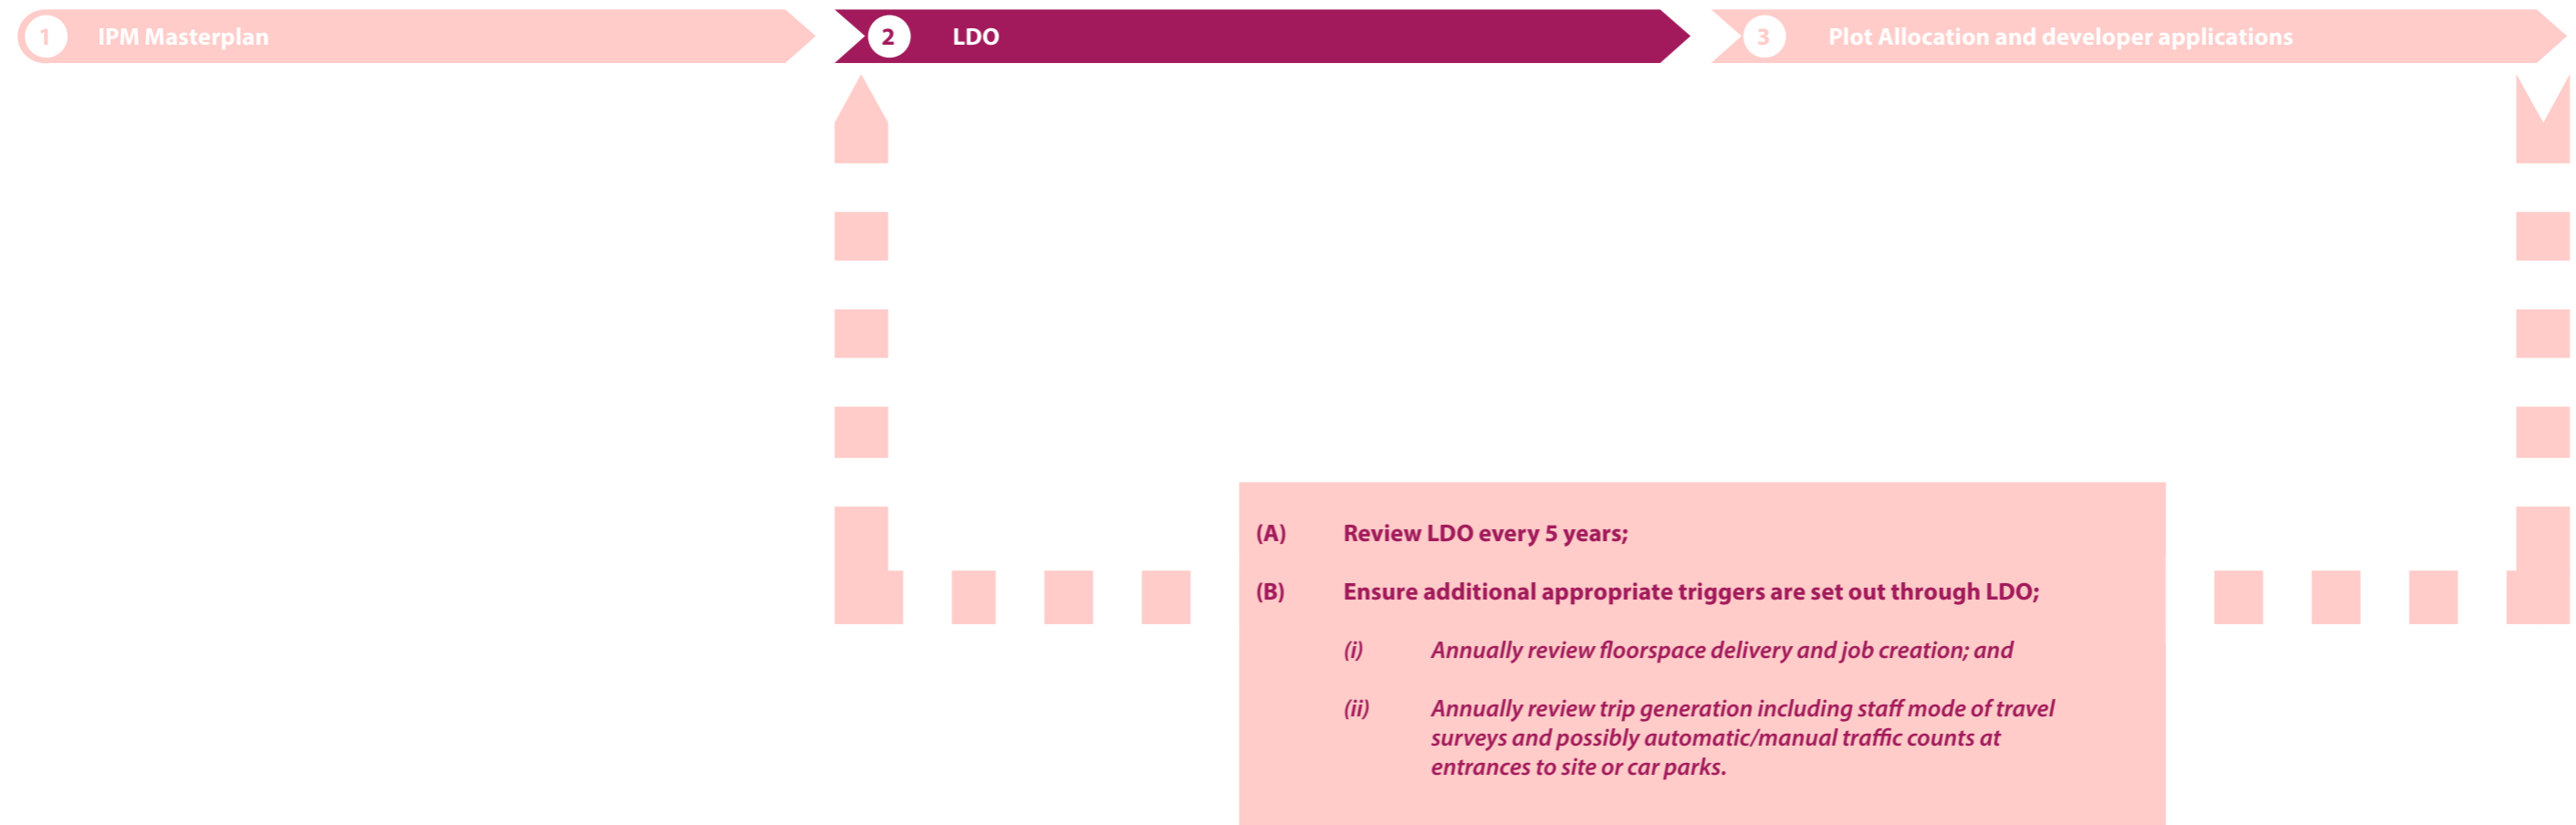 1 IPM Masterplan
2 LDO
3 Plot Allocation and developer applications
(A) Review LDO every 5 years;
(B) Ensure additional appropriate triggers are set out through LDO;
(i) Annually review floorspace delivery and job creation; and
(ii) Annually review trip generation including staff mode of travel
surveys and possibly automatic/manual traffic counts at
entrances to site or car parks.